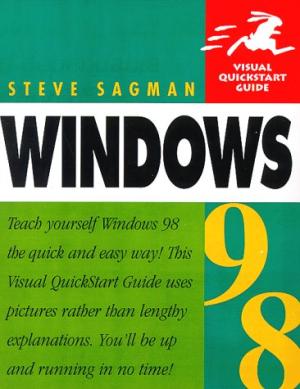 VISUAL
QUICKSTART
GUIDE
STEVE SAGMAN
WINDOWS
98
Teach yourself Windows 98
the quick and easy way! This
Visual QuickStart Guide uses
pictures rather than lengthy
explanations. You'll be up
and running in no time!